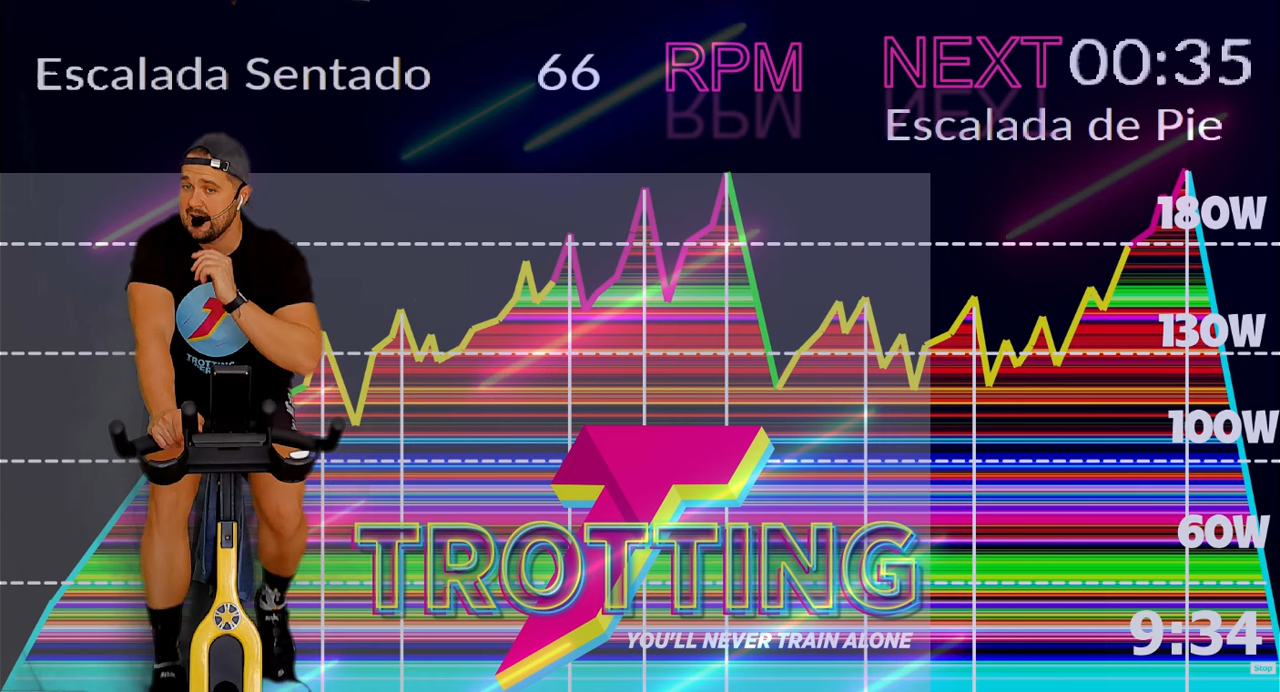 Escalada Sentado 66 RPM NEXT 00:35
Escalada de Pie
180W
130W
100W
60W
TROTTING
TROTTING
YOU'LL NEVER TRAIN ALONE
9:34
Stop